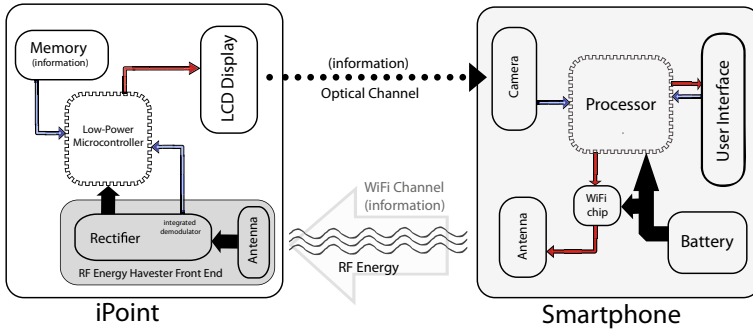 Memory
(information)
LCD Display
Low-Power
Microcontroller
integrated
demodulator
Rectifier
Antenna
RF Energy Havester Front End
iPoint
(information)
Optical Channel
WiFi Channel
(information)
RF Energy
Camera
Processor
User Interface
WiFi
chip
Antenna
Battery
Smartphone